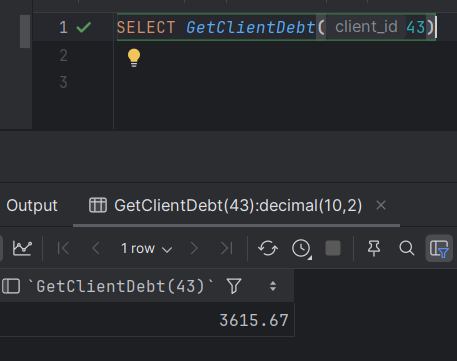 1 SELECT GetClientDebt( client_id 43)
2
3
Output GetClientDebt(43):decimal(10,2)
1 row
`GetClientDebt(43)`
3615.67